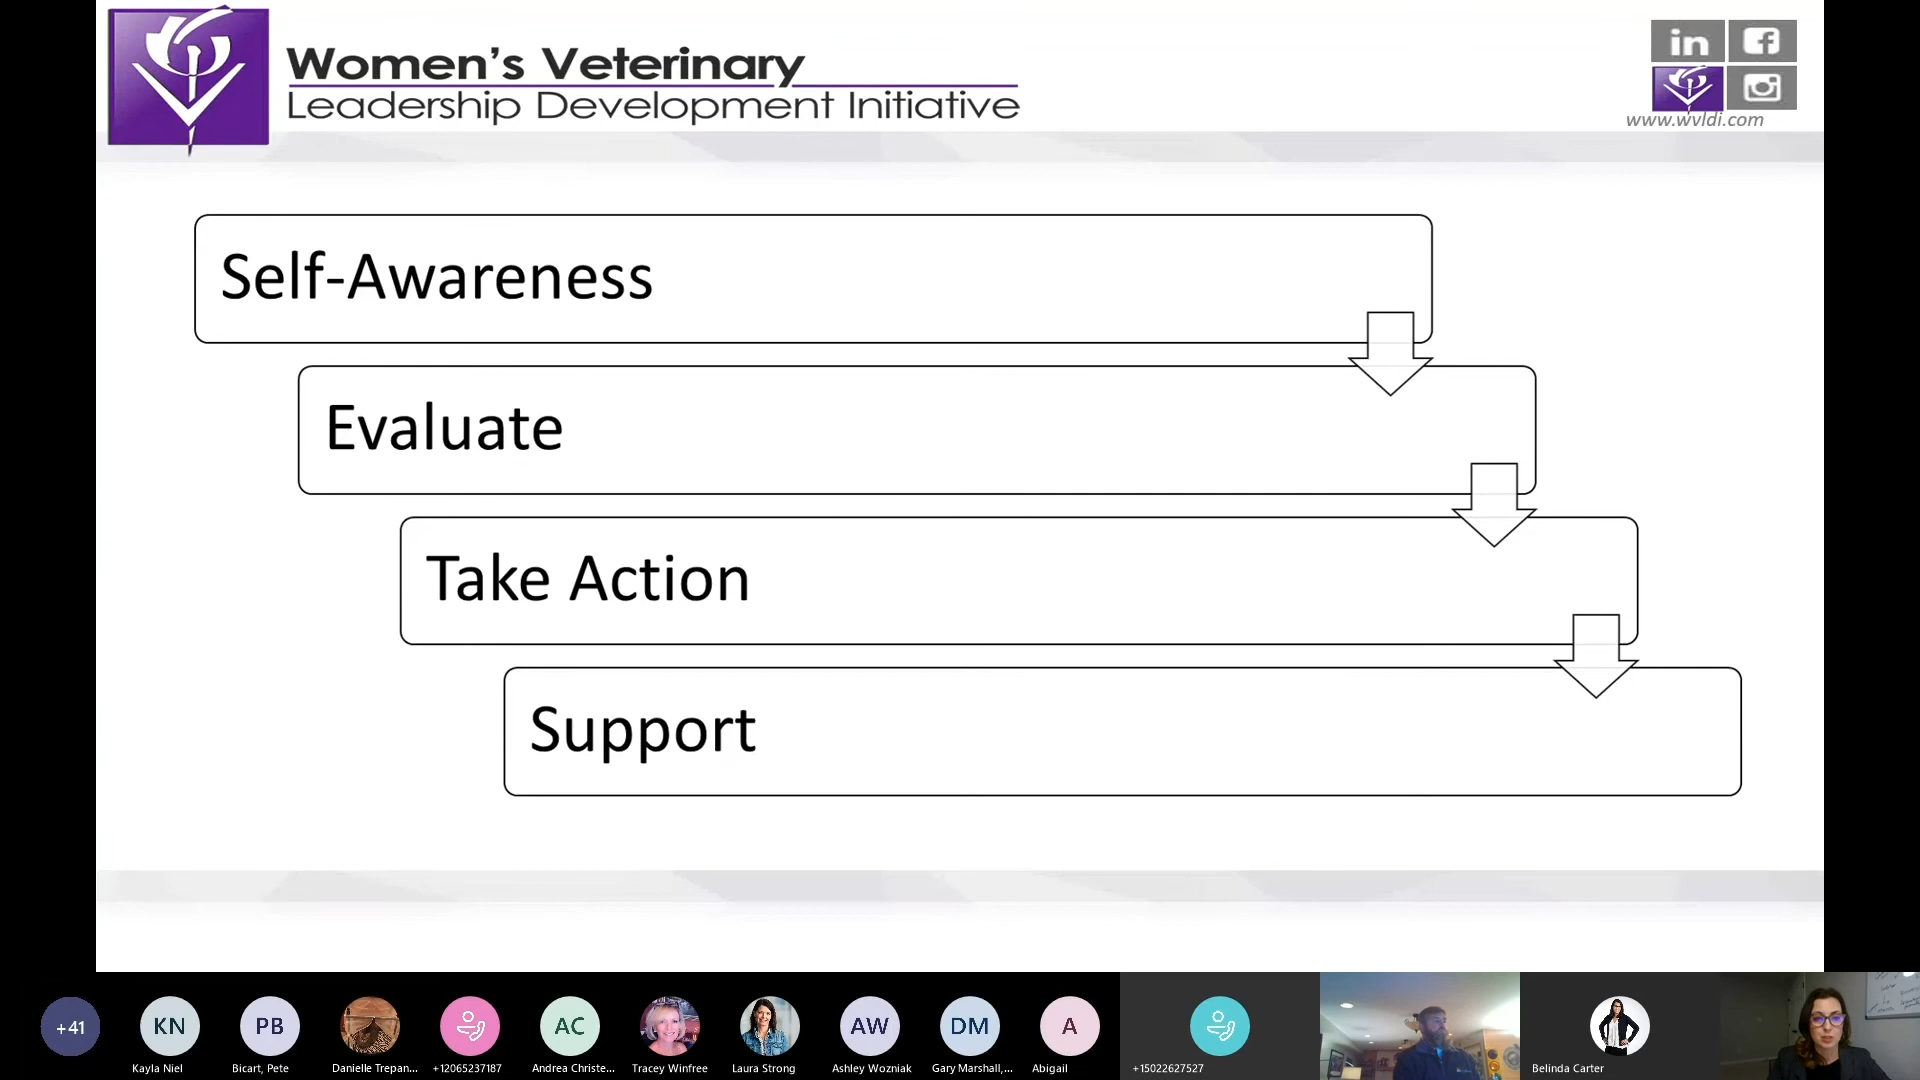 Women's Veterinary
Leadership Development Initiative
in
f
www.wvldi.com
Self-Awareness
Evaluate
Take Action
Support
+41
KN
PB
AC
AW
DM
A
Kayla Niel
Bicart, Pete
Danielle Trepan...
+12065237187
Andrea Christe...
Tracey Winfree
Laura Strong
Ashley Wozniak
Gary Marshall,...
Abigail
+15022627527
Belinda Carter